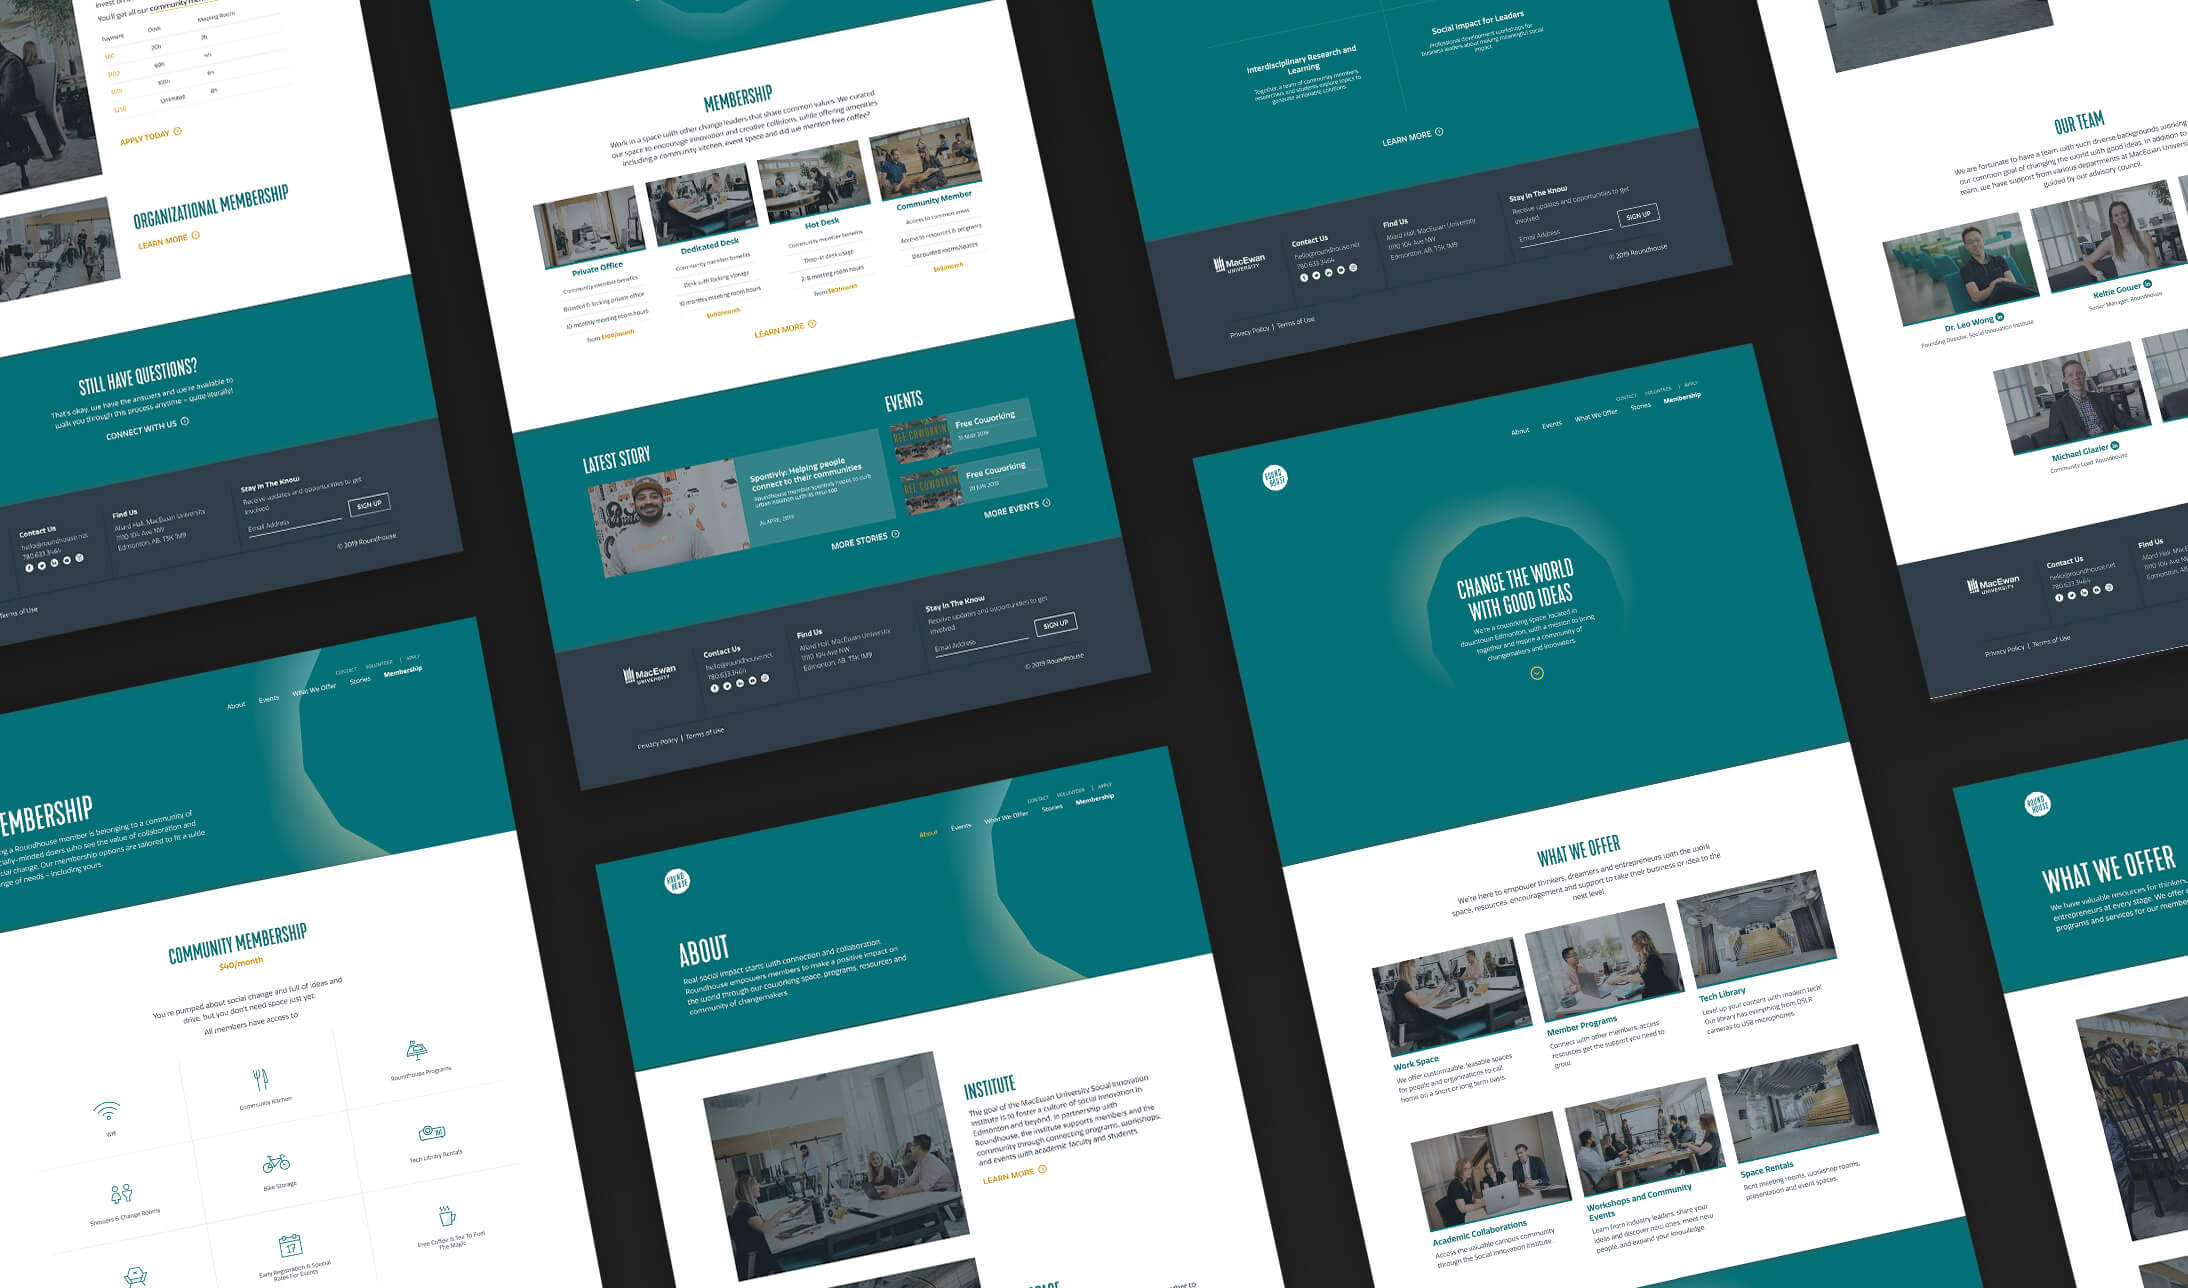 You'll get all our community
Payment
Desk
Meeting Room
20h
2h
Unlimited
8h
APPLY TODAY
ORGANIZATIONAL MEMBERSHIP
LEARN MORE
STILL HAVE QUESTIONS?
That's okay, we have the answers and we're available to
walk you through this process anytime – quite literally!
CONNECT WITH US
Contact Us
hello@roundhouse.net
780.633.3464
Find Us
Allard Hall, MacEwan University
11110 104 Ave NW
Edmonton, AB, T5K 1M9
Stay In The Know
Receive updates and opportunities to get
involved.
Email Address
SIGN UP
© 2019 Roundhouse
Terms of Use
CONTACT VOLUNTEER | APPLY
About Events What We Offer Stories Membership
EMBERSHIP
ng a Roundhouse member is belonging to a community of
cially-minded doers who see the value of collaboration and
cial change. Our membership options are tailored to fit a wide
nge of needs – including yours.
COMMUNITY MEMBERSHIP
$40/month
You're pumped about social change and full of ideas and
drive, but you don't need space just yet.
All members have access to:
Wifi
Community Kitchen
Roundhouse Programs
Showers & Change Rooms
Bike Storage
Tech Library Rentals
17
Early Registration & Special
Rates For Events
Free Coffee & Tea To Fuel
The Magic
MEMBERSHIP
Work in a space with other change leaders that share common values. We curated
our space to encourage innovation and creative collisions, while offering amenities
including a community kitchen, event space and did we mention free coffee?
Private Office
Community member benefits
Branded & locking private office
10 monthly meeting room hours
from $700/month
Dedicated Desk
Community member benefits
Desk with locking storage
10 monthly meeting room hours
$400/month
Hot Desk
Community member benefits
Drop-in desk usage
2-8 meeting room hours
from $80/month
Community Member
Access to common areas
Access to resources & programs
Discounted rooms/spaces
$40/month
LEARN MORE
LATEST STORY
Spontivly: Helping people
connect to their communities
Roundhouse member Spontivly hopes to curb
urban isolation with its new app
26 APRIL 2019
MORE STORIES
EVENTS
Free Coworking
31 MAY 2019
Free Coworking
28 JUN 2019
MORE EVENTS
MacEwan
UNIVERSITY
Contact Us
hello@roundhouse.net
780.633.3464
Find Us
Allard Hall, MacEwan University
11110 104 Ave NW
Edmonton, AB, T5K 1M9
Stay In The Know
Receive updates and opportunities to get
involved.
Email Address
SIGN UP
© 2019 Roundhouse
Privacy Policy | Terms of Use
CONTACT VOLUNTEER | APPLY
About Events What We Offer Stories Membership
ROUND
HOUSE
ABOUT
Real social impact starts with connection and collaboration.
Roundhouse empowers members to make a positive impact on
the world through our coworking space, programs, resources and
community of changemakers.
INSTITUTE
The goal of the MacEwan University Social Innovation
Institute is to foster a culture of social innovation in
Edmonton and beyond. In partnership with
Roundhouse, the institute supports members and the
community through connecting programs, workshops,
and events with academic faculty and students
LEARN MORE
Interdisciplinary Research and
Learning
Together, a team of community members,
researchers and students explore topics to
generate actionable solutions.
Social Impact for Leaders
Professional development workshops for
business leaders about making meaningful social
impact
LEARN MORE
MacEwan
UNIVERSITY
Contact Us
hello@roundhouse.net
780.633.3464
Find Us
Allard Hall, MacEwan University
11110 104 Ave NW
Edmonton, AB, T5K 1M9
Stay In The Know
Receive updates and opportunities to get
involved.
Email Address
SIGN UP
© 2019 Roundhouse
Privacy Policy | Terms of Use
CONTACT VOLUNTEER | APPLY
About Events What We Offer Stories Membership
ROUND
HOUSE
CHANGE THE WORLD
WITH GOOD IDEAS
We're a coworking space, located in
downtown Edmonton, with a mission to bring
together and inspire a community of
changemakers and innovators.
WHAT WE OFFER
We're here to empower thinkers, dreamers and entrepreneurs with the work
space, resources, encouragement and support to take their business or idea to the
next level.
Work Space
We offer customizable, leasable spaces
for people and organizations to call
home on a short or long term basis.
Member Programs
Connect with other members, access
resources get the support you need to
grow.
Tech Library
Level up your content with modern tech!
Our library has everything from DSLR
cameras to USB microphones.
Academic Collaborations
Access the valuable campus community
through the Social Innovation Institute
Workshops and Community
Events
Learn from industry leaders, share your
ideas and discover new ones, meet new
people, and expand your knowledge
Space Rentals
Rent meeting rooms, workshop rooms,
presentation and event spaces.
OUR TEAM
We are fortunate to have a team with such diverse backgrounds working
our common goal of changing the world with good ideas. In addition to
team, we have support from various departments at MacEwan Universi
guided by our advisory council.
Dr. Leo Wong
Founding Director, Social Innovation Institute
Keltie Gower
Senior Manager, Roundhouse
Michael Glazier
Community Lead, Roundhouse
MacEwan
UNIVERSITY
Contact Us
hello@roundhouse.net
780.633.3464
Find Us
Allard Hall, MacE
11110 104 Ave NW
Edmonton, AB, T5
Privacy Policy | Terms of Use
ROUND
HOUSE
WHAT WE OFFER
We have valuable resources for thinkers,
entrepreneurs at every stage. We offer
programs and services for our membe